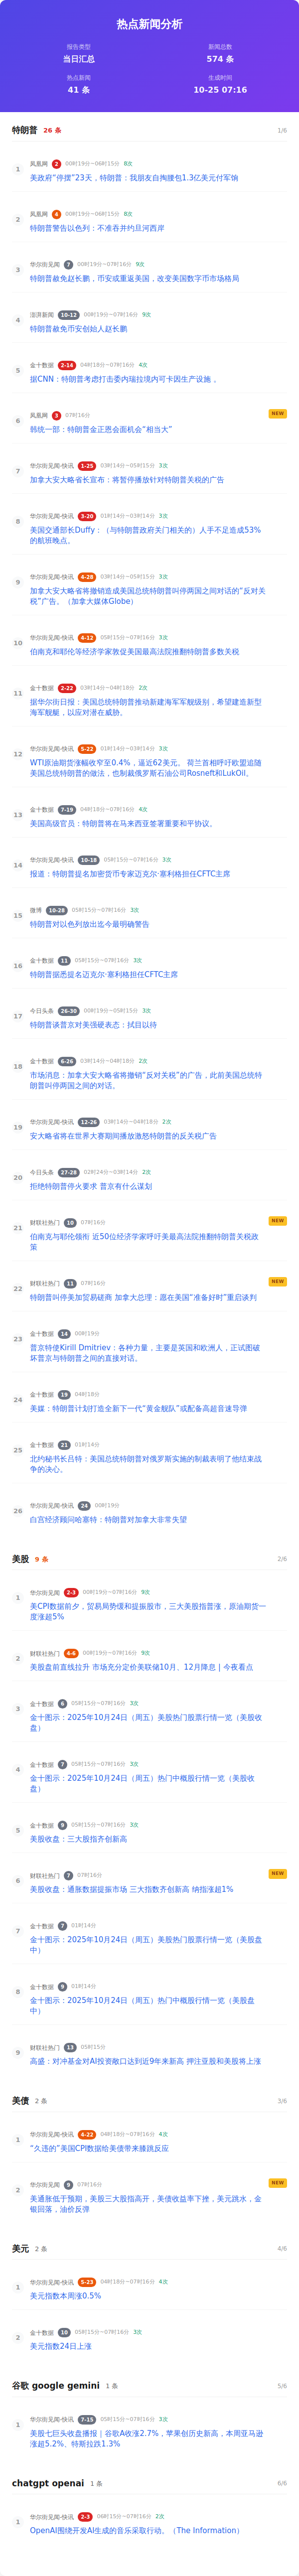 热点新闻分析
报告类型
新闻总数
当日汇总
574 条
热点新闻
生成时间
41 条
10-25 07:16
特朗普 26 条 1/6
1
凤凰网 2 00时19分~06时15分 8次
美政府“停摆”23天，特朗普：我朋友自掏腰包1.3亿美元付军饷
2
凤凰网 4 00时19分~06时15分 8次
特朗普警告以色列：不准吞并约旦河西岸
3
华尔街见闻 7 00时19分~07时16分 9次
特朗普赦免赵长鹏，币安或重返美国，改变美国数字币市场格局
4
澎湃新闻 10-12 00时19分~07时16分 9次
特朗普赦免币安创始人赵长鹏
5
金十数据 2-14 04时18分~07时16分 4次
据CNN：特朗普考虑打击委内瑞拉境内可卡因生产设施 。
6
凤凰网 3 07时16分 NEW
韩统一部：特朗普金正恩会面机会“相当大”
7
华尔街见闻-快讯 1-25 03时14分~05时15分 3次
加拿大安大略省长宣布：将暂停播放针对特朗普关税的广告
8
华尔街见闻-快讯 3-20 01时14分~03时14分 3次
美国交通部长Duffy：（与特朗普政府关门相关的）人手不足造成53%
的航班晚点。
9
华尔街见闻-快讯 4-28 03时14分~05时15分 3次
加拿大安大略省将撤销造成美国总统特朗普叫停两国之间对话的“反对关
税”广告。（加拿大媒体Globe）
10
华尔街见闻-快讯 4-12 05时15分~07时16分 3次
伯南克和耶伦等经济学家敦促美国最高法院推翻特朗普多数关税
11
金十数据 2-22 03时14分~04时18分 2次
据华尔街日报：美国总统特朗普推动新建海军军舰级别，希望建造新型
海军舰艇，以应对潜在威胁。
12
华尔街见闻-快讯 5-22 01时14分~03时14分 3次
WTI原油期货涨幅收窄至0.4%，逼近62美元。 荷兰首相呼吁欧盟追随
美国总统特朗普的做法，也制裁俄罗斯石油公司Rosneft和LukOil。
13
金十数据 7-19 04时18分~07时16分 4次
美国高级官员：特朗普将在马来西亚签署重要和平协议。
14
华尔街见闻-快讯 10-18 05时15分~07时16分 3次
报道：特朗普提名加密货币专家迈克尔·塞利格担任CFTC主席
15
微博 10-28 05时15分~07时16分 3次
特朗普对以色列放出迄今最明确警告
16
金十数据 11 05时15分~07时16分 3次
特朗普据悉提名迈克尔·塞利格担任CFTC主席
17
今日头条 26-30 00时19分~05时15分 3次
特朗普谈普京对美强硬表态：拭目以待
18
金十数据 6-26 03时14分~04时18分 2次
市场消息：加拿大安大略省将撤销“反对关税”的广告，此前美国总统特
朗普叫停两国之间的对话。
19
华尔街见闻-快讯 12-26 03时14分~04时18分 2次
安大略省将在世界大赛期间播放激怒特朗普的反关税广告
20
今日头条 27-28 02时24分~03时14分 2次
拒绝特朗普停火要求 普京有什么谋划
21
财联社热门 10 07时16分 NEW
伯南克与耶伦领衔 近50位经济学家呼吁美最高法院推翻特朗普关税政
策
22
财联社热门 11 07时16分 NEW
特朗普叫停美加贸易磋商 加拿大总理：愿在美国“准备好时”重启谈判
23
金十数据 14 00时19分
普京特使Kirill Dmitriev：各种力量，主要是英国和欧洲人，正试图破
坏普京与特朗普之间的直接对话。
24
金十数据 19 04时18分
美媒：特朗普计划打造全新下一代“黄金舰队”或配备高超音速导弹
25
金十数据 21 01时14分
北约秘书长吕特：美国总统特朗普对俄罗斯实施的制裁表明了他结束战
争的决心。
26
华尔街见闻-快讯 24 00时19分
白宫经济顾问哈塞特：特朗普对加拿大非常失望
美股 9 条 2/6
1
华尔街见闻 2-3 00时19分~07时16分 9次
美CPI数据前夕，贸易局势缓和提振股市，三大美股指普涨，原油期货一
度涨超5%
2
财联社热门 4-6 00时19分~07时16分 9次
美股盘前直线拉升 市场充分定价美联储10月、12月降息 | 今夜看点
3
金十数据 6 05时15分~07时16分 3次
金十图示：2025年10月24日（周五）美股热门股票行情一览（美股收
盘）
4
金十数据 7 05时15分~07时16分 3次
金十图示：2025年10月24日（周五）热门中概股行情一览（美股收
盘）
5
金十数据 9 05时15分~07时16分 3次
美股收盘：三大股指齐创新高
6
财联社热门 7 07时16分 NEW
美股收盘：通胀数据提振市场 三大指数齐创新高 纳指涨超1%
7
金十数据 7 01时14分
金十图示：2025年10月24日（周五）美股热门股票行情一览（美股盘
中）
8
金十数据 9 01时14分
金十图示：2025年10月24日（周五）热门中概股行情一览（美股盘
中）
9
财联社热门 13 05时15分
高盛：对冲基金对AI投资敞口达到近9年来新高 押注亚股和美股将上涨
美债 2 条 3/6
1
华尔街见闻-快讯 4-22 04时18分~07时16分 4次
“久违的”美国CPI数据给美债带来膝跳反应
2
华尔街见闻 9 07时16分 NEW
美通胀低于预期，美股三大股指高开，美债收益率下挫，美元跳水，金
银回落，油价反弹
美元 2 条 4/6
1
华尔街见闻-快讯 5-23 04时18分~07时16分 4次
美元指数本周涨0.5%
2
金十数据 10 05时15分~07时16分 3次
美元指数24日上涨
谷歌 google gemini 1 条 5/6
1
华尔街见闻-快讯 7-15 05时15分~07时16分 3次
美股七巨头收盘播报｜谷歌A收涨2.7%，苹果创历史新高，本周亚马逊
涨超5.2%、特斯拉跌1.3%
chatgpt openai 1 条 6/6
1
华尔街见闻-快讯 2-3 06时15分~07时16分 2次
OpenAI围绕开发AI生成的音乐采取行动。（The Information）